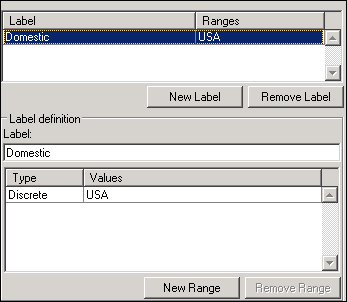 Label Ranges
Domestic USA
New Label Remove Label
Label definition
Label:
Domestic
Type Values
Discrete USA
New Range Remove Range